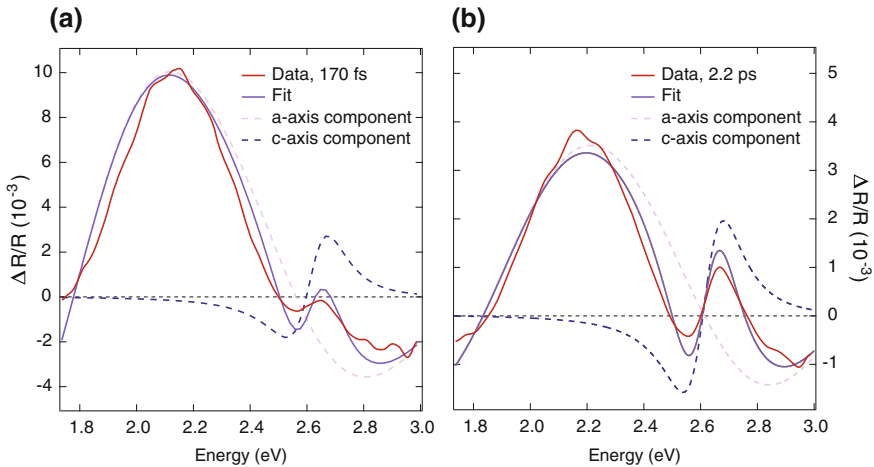 (a)
(b)
Data, 170 fs
Fit
a-axis component
c-axis component
Data, 2.2 ps
Fit
a-axis component
c-axis component
10
8
6
4
2
0
-2
-4
Δ R/R (10⁻³)
5
4
3
2
1
0
-1
Δ R/R (10⁻³)
1.8 2.0 2.2 2.4 2.6 2.8 3.0
Energy (eV)
1.8 2.0 2.2 2.4 2.6 2.8 3.0
Energy (eV)